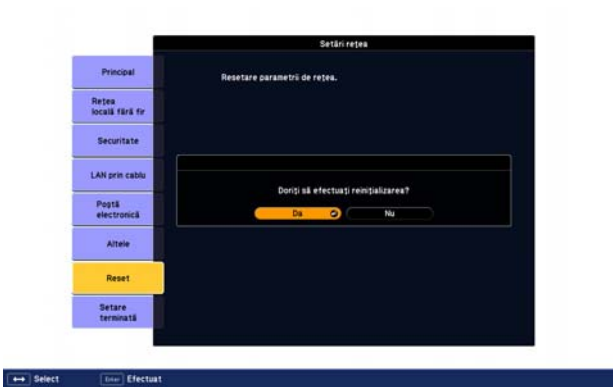 Setări rețea
Principal
Resetare parametrii de rețea.
Rețea
locală fără fir
Securitate
LAN prin cablu
Doriți să efectuați reinițializarea?
Da
Nu
Poștă
electronică
Altele
Reset
Setare
terminată
Select
Enter Efectuat